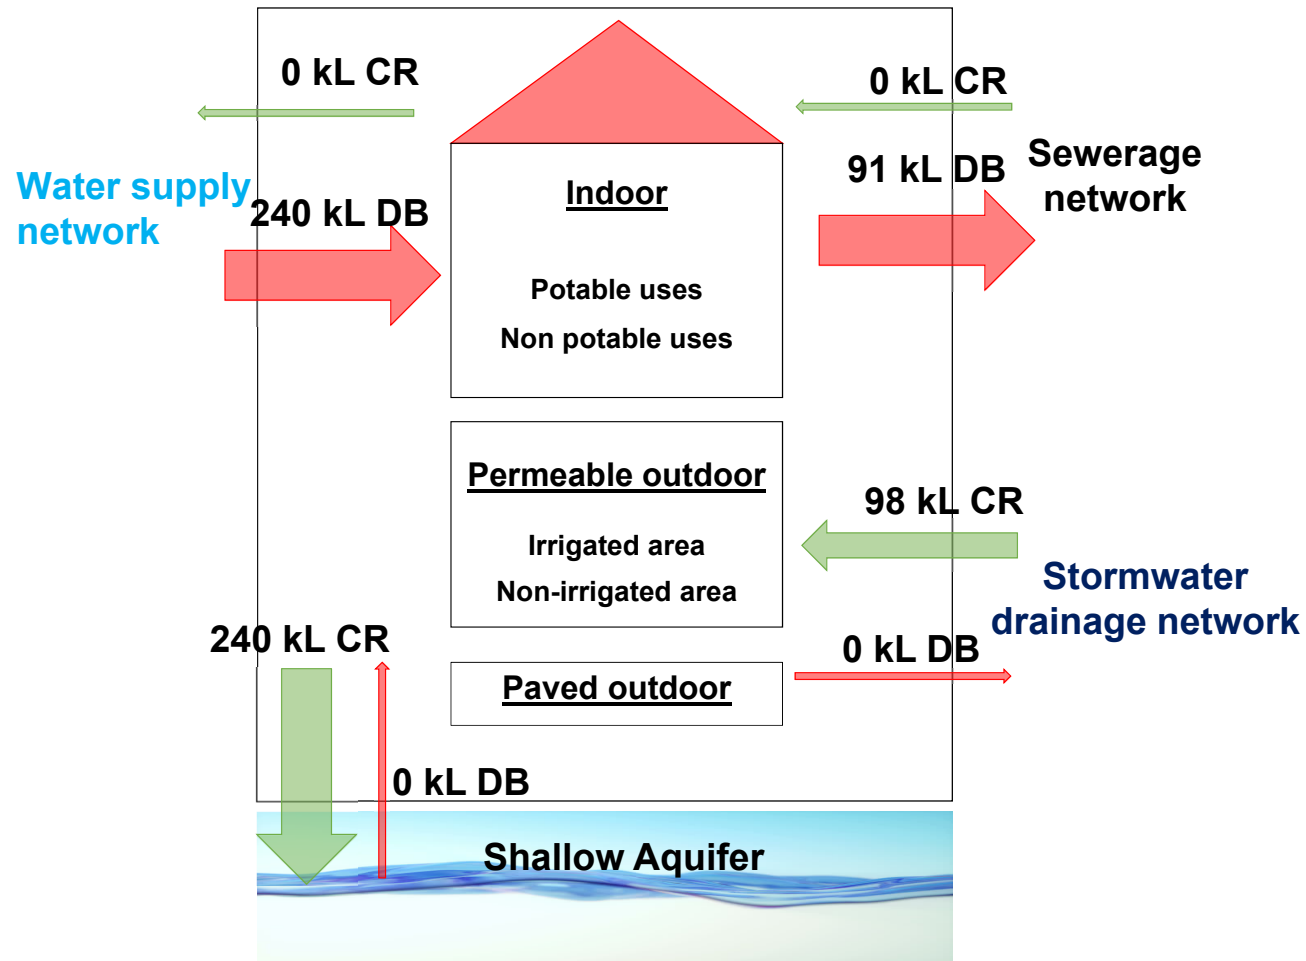 0 kL CR
0 kL CR
Water supply
network
240 kL DB
Indoor
91 kL DB
Sewerage
network
Potable uses
Non potable uses
Permeable outdoor
98 kL CR
Irrigated area
Non-irrigated area
Stormwater
drainage network
240 kL CR
0 kL DB
Paved outdoor
0 kL DB
Shallow Aquifer